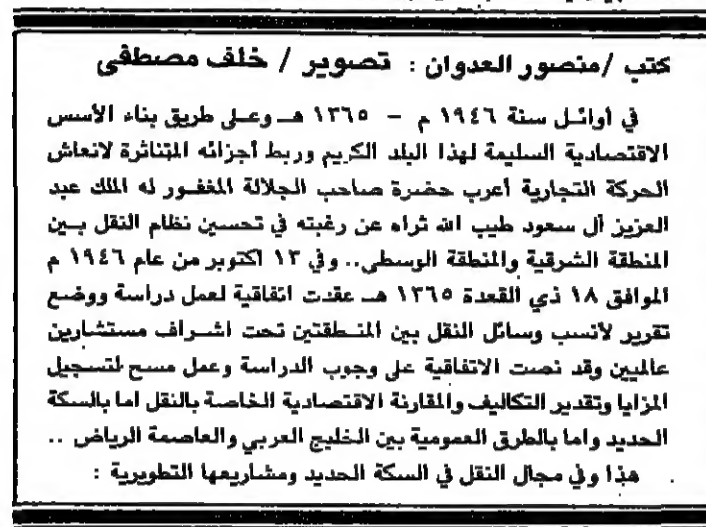 كتب /منصور العدوان : تصوير / خلف مصطفى
في أوائل سنة ١٩٤٦ م – ١٣٦٥ هـ وعلى طريق بناء الأسس
الاقتصادية السليمة لهذا البلد الكريم وربط أجزائه المتناثرة لانعاش
الحركة التجارية أعرب حضرة صاحب الجلالة المغفور له الملك عبد
العزيز آل سعود طيب الله ثراه عن رغبته في تحسين نظام النقل بين
المنطقة الشرقية والمنطقة الوسطى.. وفي ١٣ اكتوبر من عام ١٩٤٦ م
الموافق ١٨ ذي القعدة ١٣٦٥ هـ عقدت اتفاقية لعمل دراسة ووضع
تقرير لأنسب وسائل النقل بين المنطقتين تحت اشراف مستشارين
عالميين وقد نصت الاتفاقية على وجوب الدراسة وعمل مسح لتسجيل
المزايا وتقدير التكاليف والمقارنة الاقتصادية الخاصة بالنقل اما بالسكة
الحديد واما بالطرق العمومية بين الخليج العربي والعاصمة الرياض ..
هذا وفي مجال النقل في السكة الحديد ومشاريعها التطويرية :